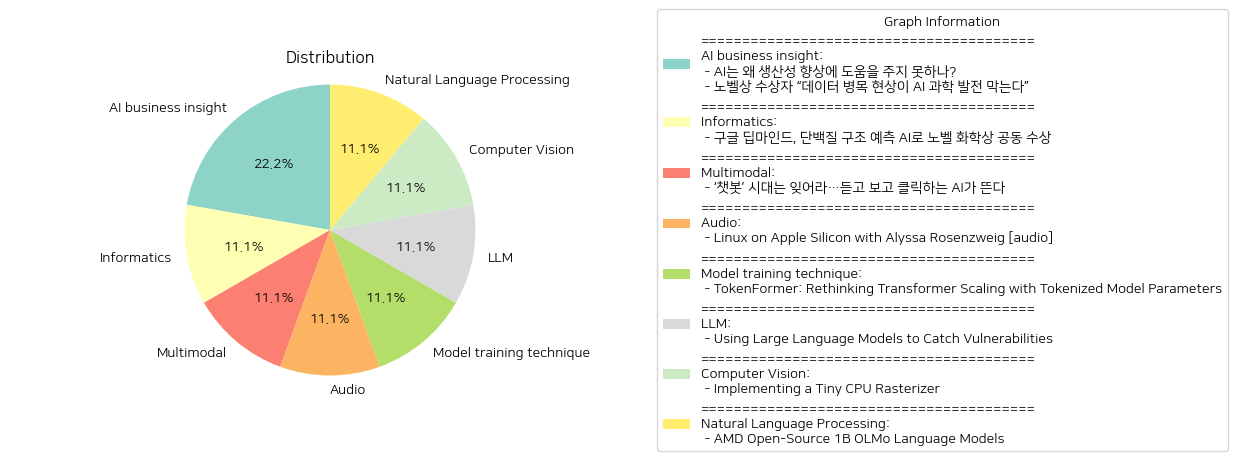 Distribution
Natural Language Processing
AI business insight
11.1%
22.2%
Computer Vision
11.1%
Informatics
11.1%
11.1%
LLM
11.1%
11.1%
11.1%
Multimodal
Model training technique
Audio
Graph Information
========================================
AI business insight:
- AI는 왜 생산성 향상에 도움을 주지 못하나?
- 노벨상 수상자 “데이터 병목 현상이 AI 과학 발전 막는다”
========================================
Informatics:
- 구글 딥마인드, 단백질 구조 예측 AI로 노벨 화학상 공동 수상
========================================
Multimodal:
- ‘챗봇’ 시대는 잊어라…듣고 보고 클릭하는 AI가 뜬다
========================================
Audio:
- Linux on Apple Silicon with Alyssa Rosenzweig [audio]
========================================
Model training technique:
- TokenFormer: Rethinking Transformer Scaling with Tokenized Model Parameters
========================================
LLM:
- Using Large Language Models to Catch Vulnerabilities
========================================
Computer Vision:
- Implementing a Tiny CPU Rasterizer
========================================
Natural Language Processing:
- AMD Open-Source 1B OLMo Language Models